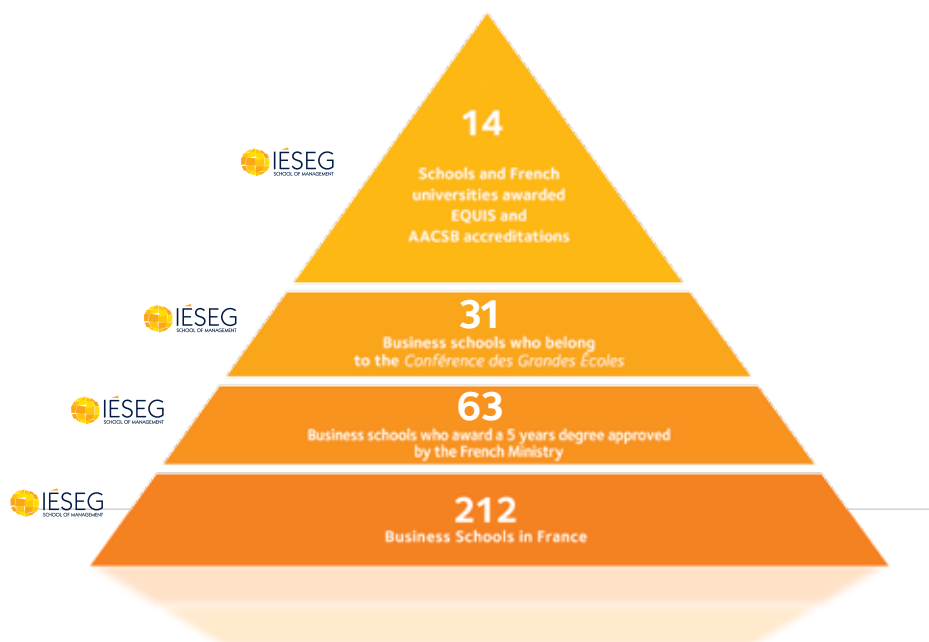 14
IÉSEG
SCHOOL OF MANAGEMENT
Schools and French
universities awarded
EQUIS and
AACSB accreditations
31
IÉSEG
SCHOOL OF MANAGEMENT
Business schools who belong
to the Conférence des Grandes Écoles
63
IÉSEG
SCHOOL OF MANAGEMENT
Business schools who award a 5 years degree approved
by the French Ministry
IÉSEG
SCHOOL OF MANAGEMENT
212
Business Schools in France